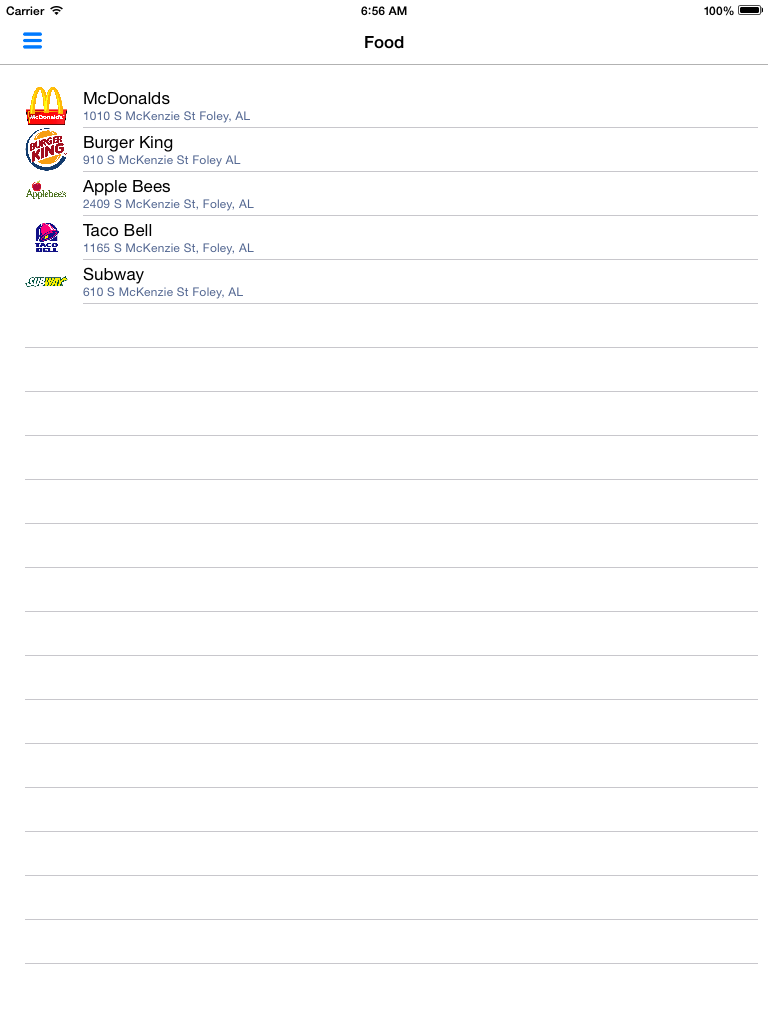 Carrier 6:56 AM 100%
Food
McDonald's
McDonalds
1010 S McKenzie St Foley, AL
BURGER
KING
Burger King
910 S McKenzie St Foley AL
Applebee's
Apple Bees
2409 S McKenzie St, Foley, AL
TACO
BELL
Taco Bell
1165 S McKenzie St, Foley, AL
SUBWAY
Subway
610 S McKenzie St Foley, AL